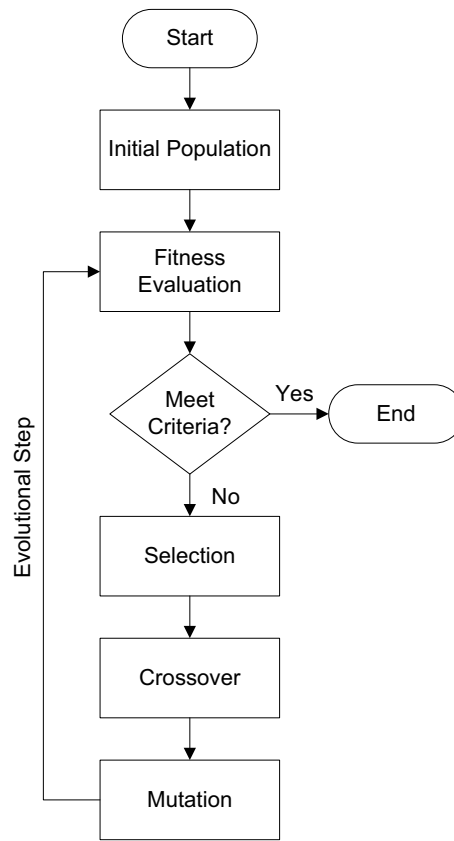 Start
Initial Population
Fitness
Evaluation
Meet
Criteria?
Yes
End
No
Selection
Crossover
Mutation
Evolutional Step